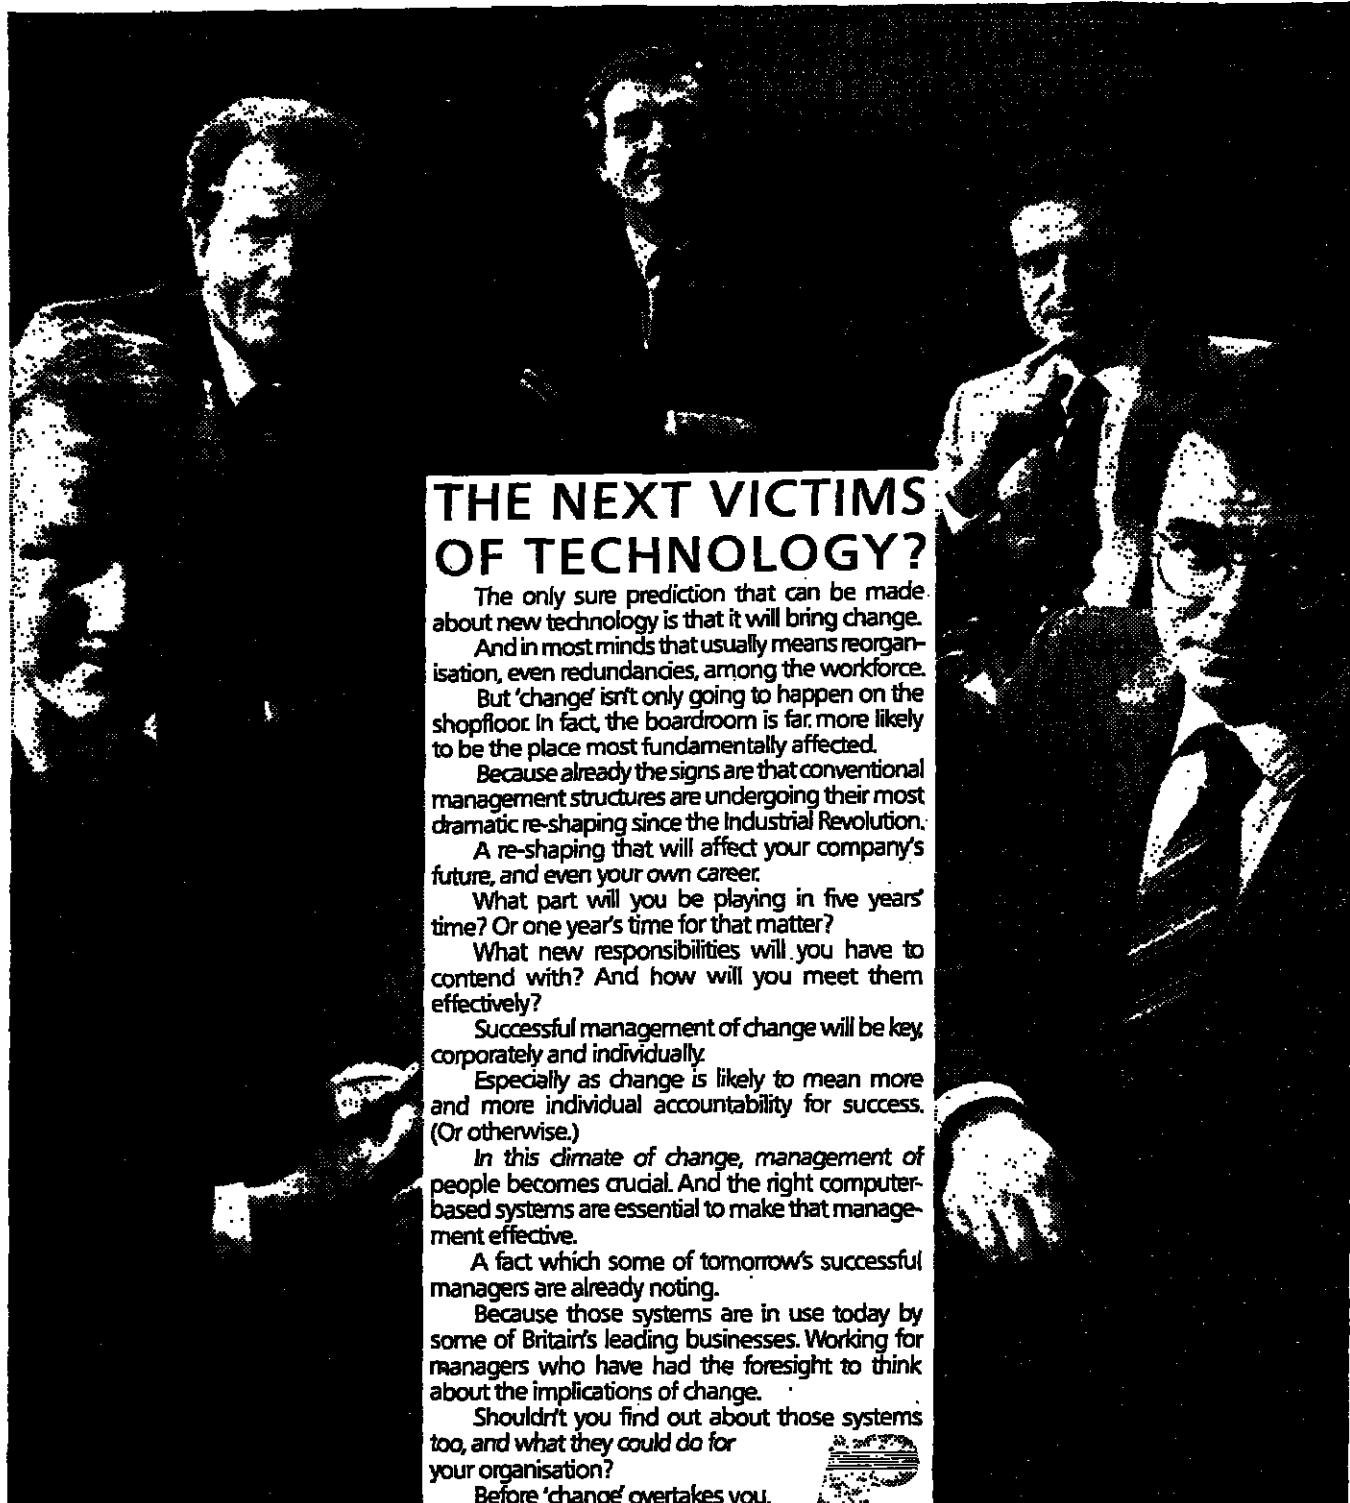 THE NEXT VICTIMS
OF TECHNOLOGY?
The only sure prediction that can be made
about new technology is that it will bring change.
And in most minds that usually means reorgan-
isation, even redundancies, among the workforce.
But 'change' isn't only going to happen on the
shopfloor. In fact, the boardroom is far more likely
to be the place most fundamentally affected.
Because already the signs are that conventional
management structures are undergoing their most
dramatic re-shaping since the Industrial Revolution.
A re-shaping that will affect your company's
future, and even your own career.
What part will you be playing in five years'
time? Or one year's time for that matter?
What new responsibilities will you have to
contend with? And how will you meet them
effectively?
Successful management of change will be key,
corporately and individually.
Especially as change is likely to mean more
and more individual accountability for success.
(Or otherwise.)
In this climate of change, management of
people becomes crucial. And the right computer-
based systems are essential to make that manage-
ment effective.
A fact which some of tomorrow's successful
managers are already noting.
Because those systems are in use today by
some of Britain's leading businesses. Working for
managers who have had the foresight to think
about the implications of change.
Shouldn't you find out about those systems
too, and what they could do for
your organisation?
Before 'change' overtakes you.